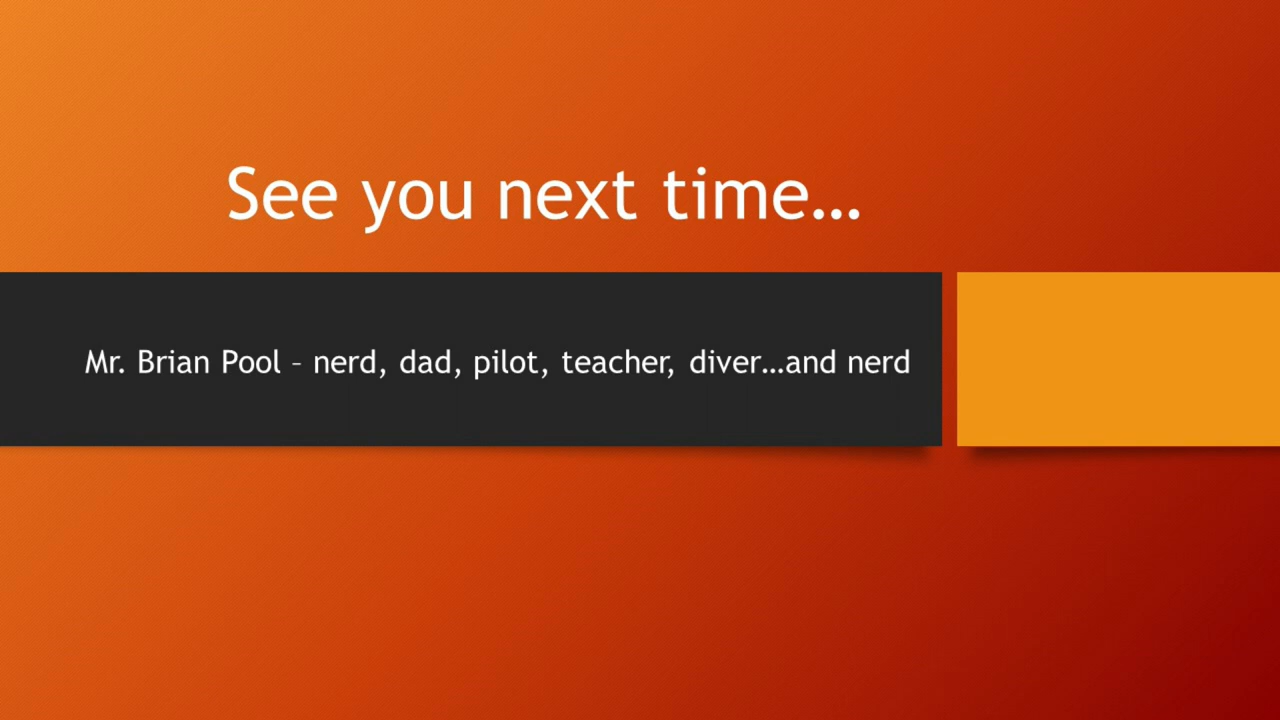 See you next time…
Mr. Brian Pool – nerd, dad, pilot, teacher, diver…and nerd